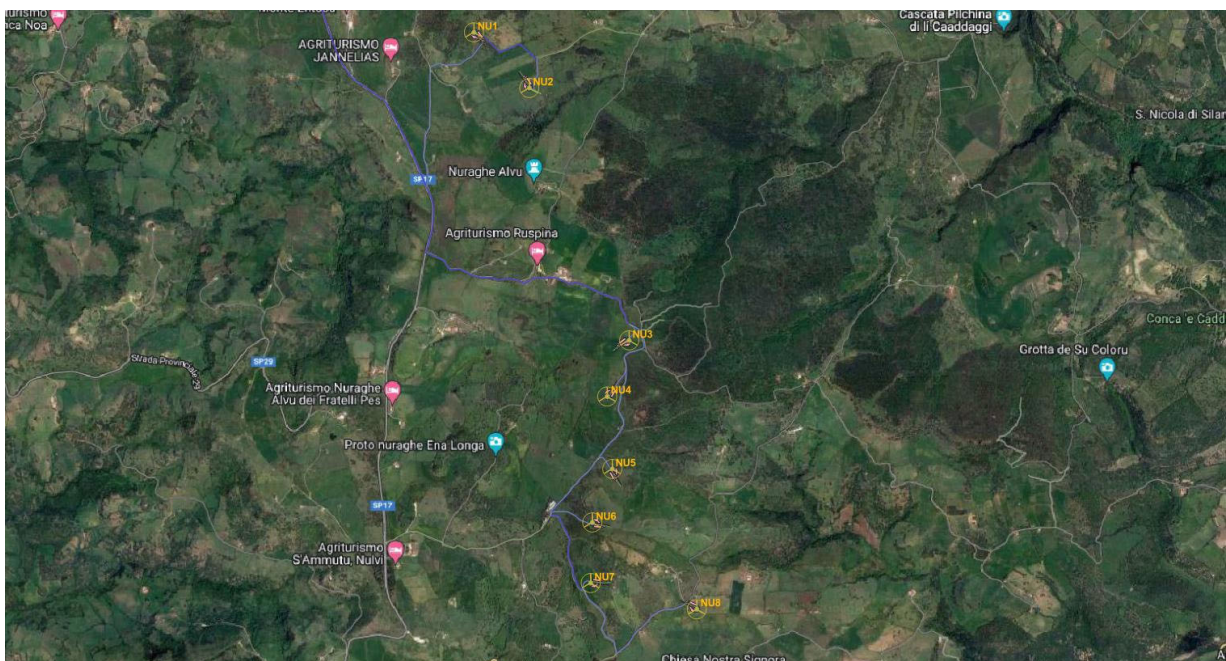 turismo
nca Noa
NU1
Cascata Pilchina
di li Caaddaggi
AGRITURISMO
JANNELIAS
NU2
S. Nicola di Silan
Nuraghe Alvu
SP17
Agriturismo Ruspina
Conca 'e Cadd
NU3
Grotta de Su Coloru
Strada Provinciale 29
SP29
Agriturismo Nuraghe
Alvu dei Fratelli Pes
NU4
Proto nuraghe Ena Longa
NU5
SP17
NU6
Agriturismo
S'Ammutu, Nulvi
NU7
NU8
Chiesa Nostra Signora